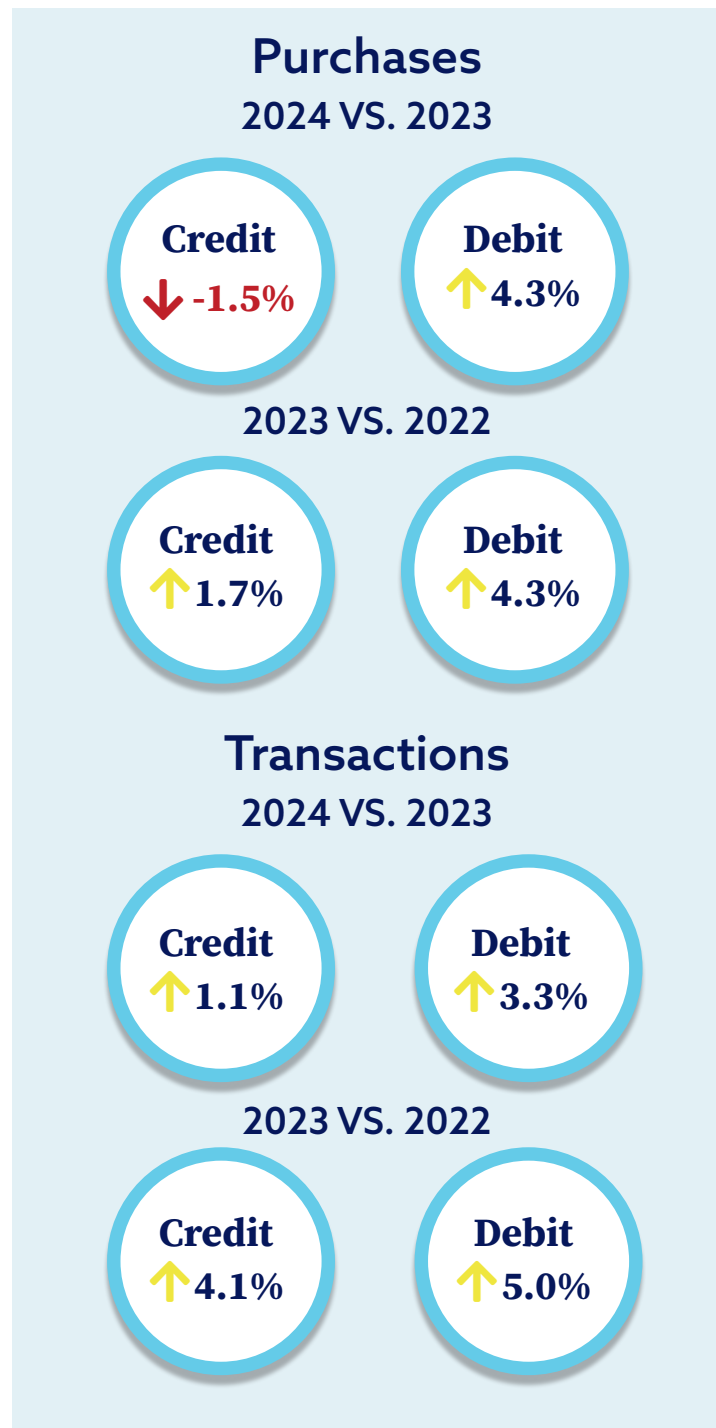 Purchases
2024 VS. 2023
Credit
-1.5%
Debit
4.3%
2023 VS. 2022
Credit
1.7%
Debit
4.3%
Transactions
2024 VS. 2023
Credit
1.1%
Debit
3.3%
2023 VS. 2022
Credit
4.1%
Debit
5.0%